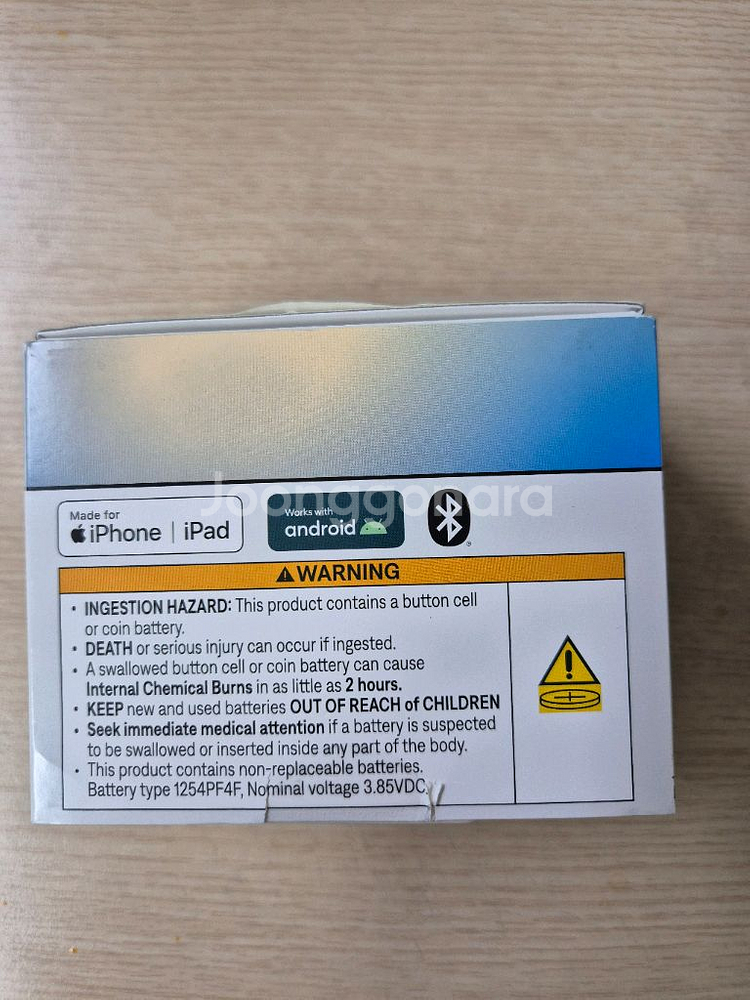 Joonggonara
Made for
iPhone | iPad
Works with
android
WARNING
• INGESTION HAZARD: This product contains a button cell
or coin battery.
• DEATH or serious injury can occur if ingested.
• A swallowed button cell or coin battery can cause
Internal Chemical Burns in as little as 2 hours.
• KEEP new and used batteries OUT OF REACH of CHILDREN
• Seek immediate medical attention if a battery is suspected
to be swallowed or inserted inside any part of the body.
• This product contains non-replaceable batteries.
Battery type 1254PF4F, Nominal voltage 3.85VDC.